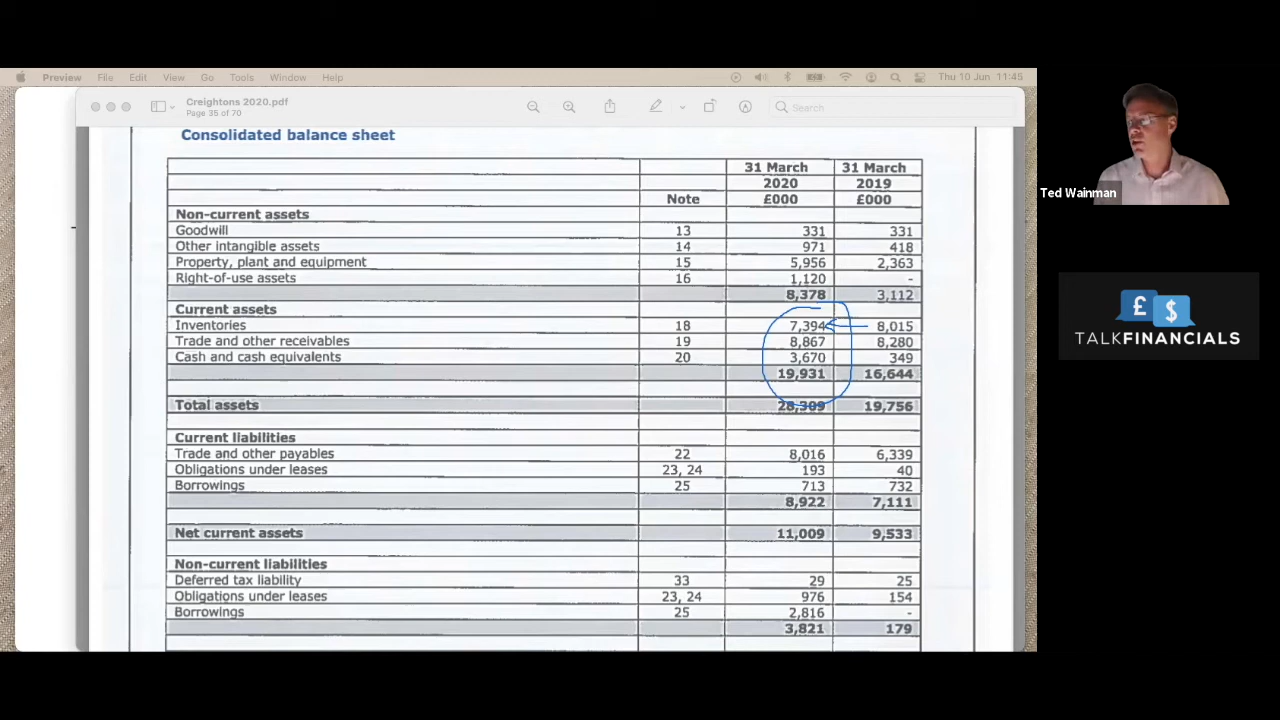 Preview File Edit View Go Tools Window Help Thu 10 Jun 11:45
Creightons 2020.pdf
Page 35 of 70
Search
Consolidated balance sheet
31 March 31 March
2020 2019
Note £000 £000
Non-current assets
Goodwill 13 331 331
Other intangible assets 14 971 418
Property, plant and equipment 15 5,956 2,363
Right-of-use assets 16 1,120 -
8,378 3,112
Current assets
Inventories 18 7,394 8,015
Trade and other receivables 19 8,867 8,280
Cash and cash equivalents 20 3,670 349
19,931 16,644
Total assets 28,309 19,756
Current liabilities
Trade and other payables 22 8,016 6,339
Obligations under leases 23, 24 193 40
Borrowings 25 713 732
8,922 7,111
Net current assets 11,009 9,533
Non-current liabilities
Deferred tax liability 33 29 25
Obligations under leases 23, 24 976 154
Borrowings 25 2,816 -
3,821 179
Ted Wainman
£ $
TALKFINANCIALS